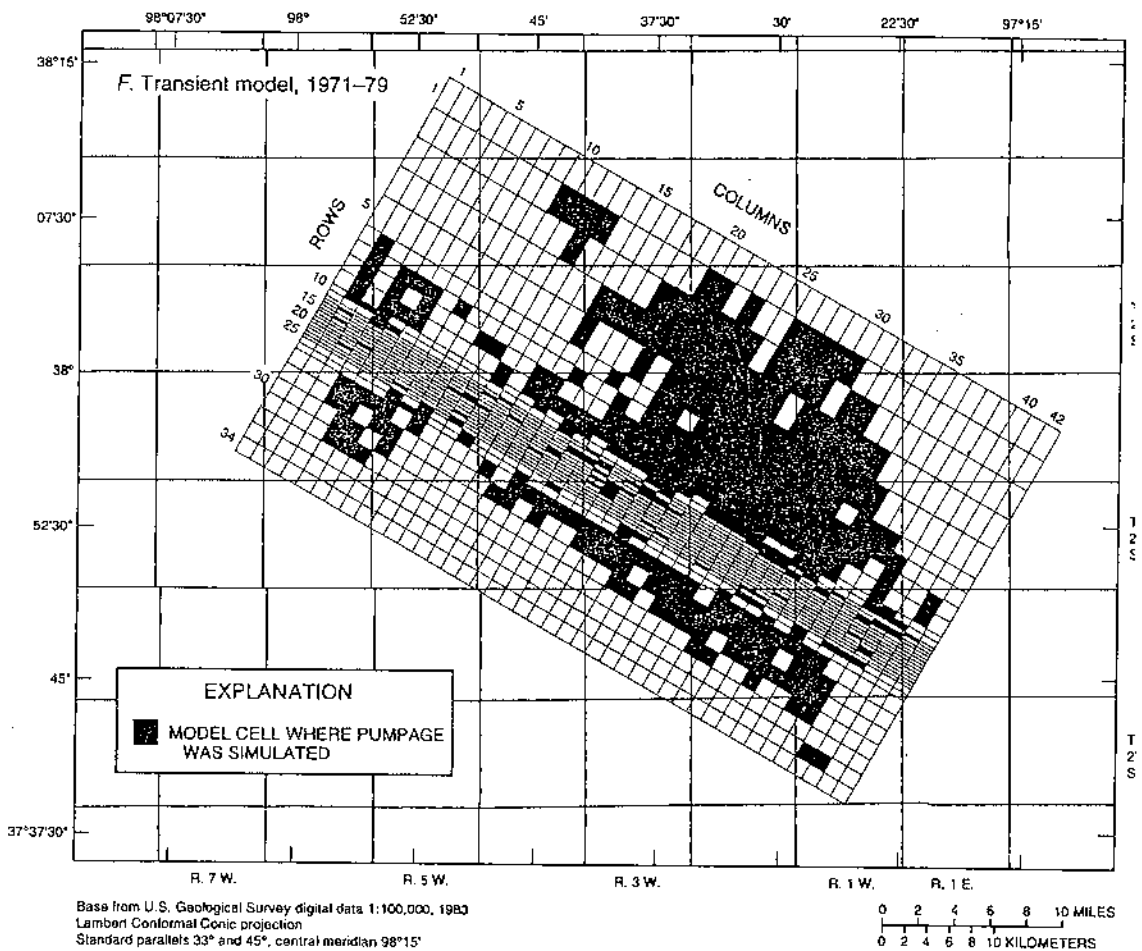 98°07'30" 98° 52'30" 45' 37'30" 30' 22'30" 97°15'
38°15'
F. Transient model, 1971–79
1
1
5
10
15
COLUMNS
20
07'30"
ROWS
5
25
10
15
20
25
30
35
38°
30
40
42
34
52'30"
T
2
S
45'
EXPLANATION
MODEL CELL WHERE PUMPAGE
WAS SIMULATED
T
2
S
37°37'30"
R. 7 W. R. 5 W. R. 3 W. R. 1 W. R. 1 E.
Base from U.S. Geological Survey digital data 1:100,000, 1983
Lambert Conformal Conic projection
Standard parallels 33° and 45°, central meridian 98°15'
0 2 4 6 8 10 MILES
0 2 4 6 8 10 KILOMETERS